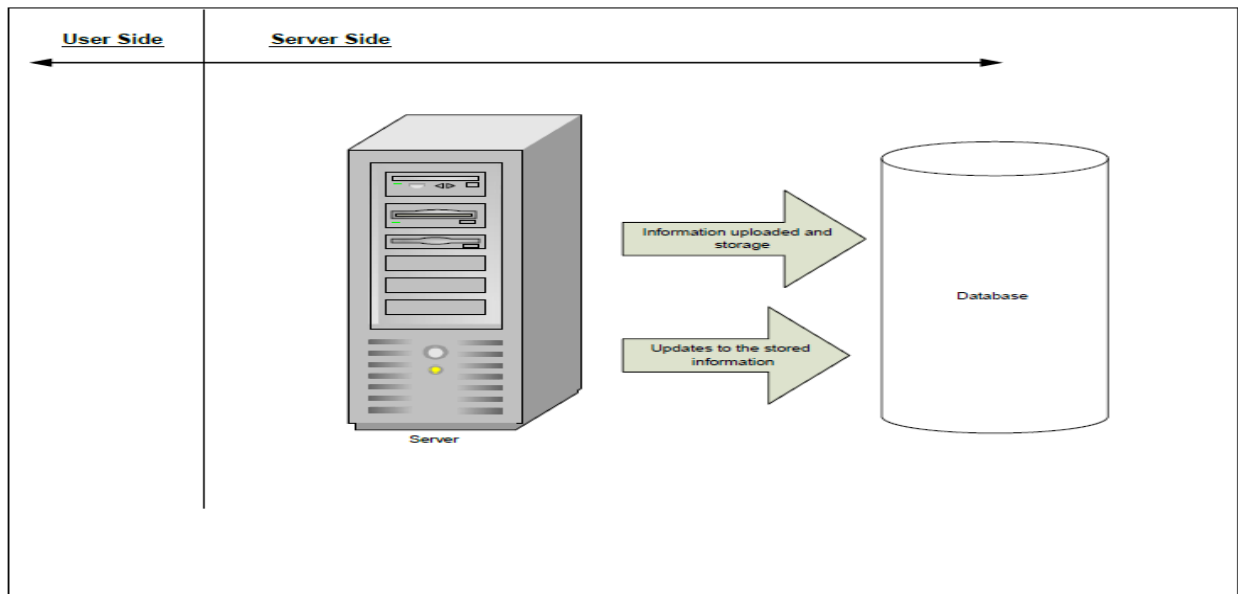 User Side
Server Side
Information uploaded and
storage
Database
Updates to the stored
information
Server